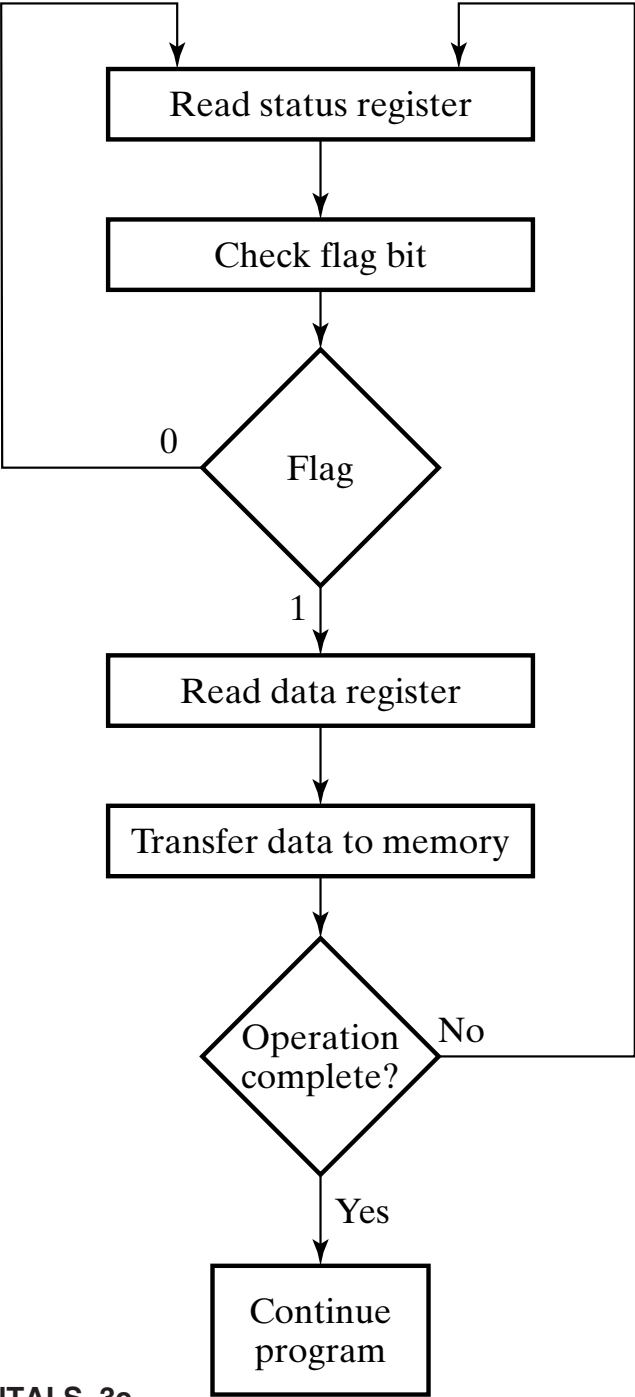 Read status register
Check flag bit
0
Flag
1
Read data register
Transfer data to memory
Operation
complete?
No
Yes
Continue
program